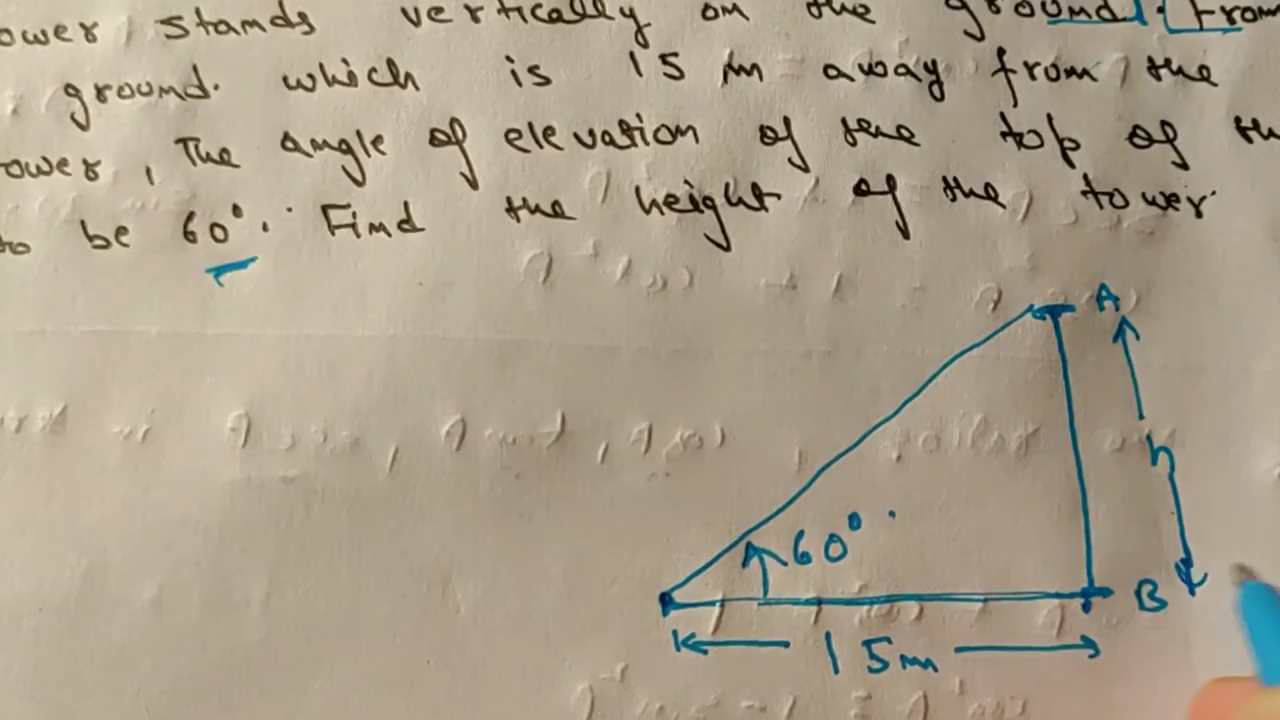 ower stands vertically on the ground. From
ground. which is 15 m away from the
ower, The angle of elevation of the top of th
to be 60°. Find the height of the tower
A
h
60°
B
15m